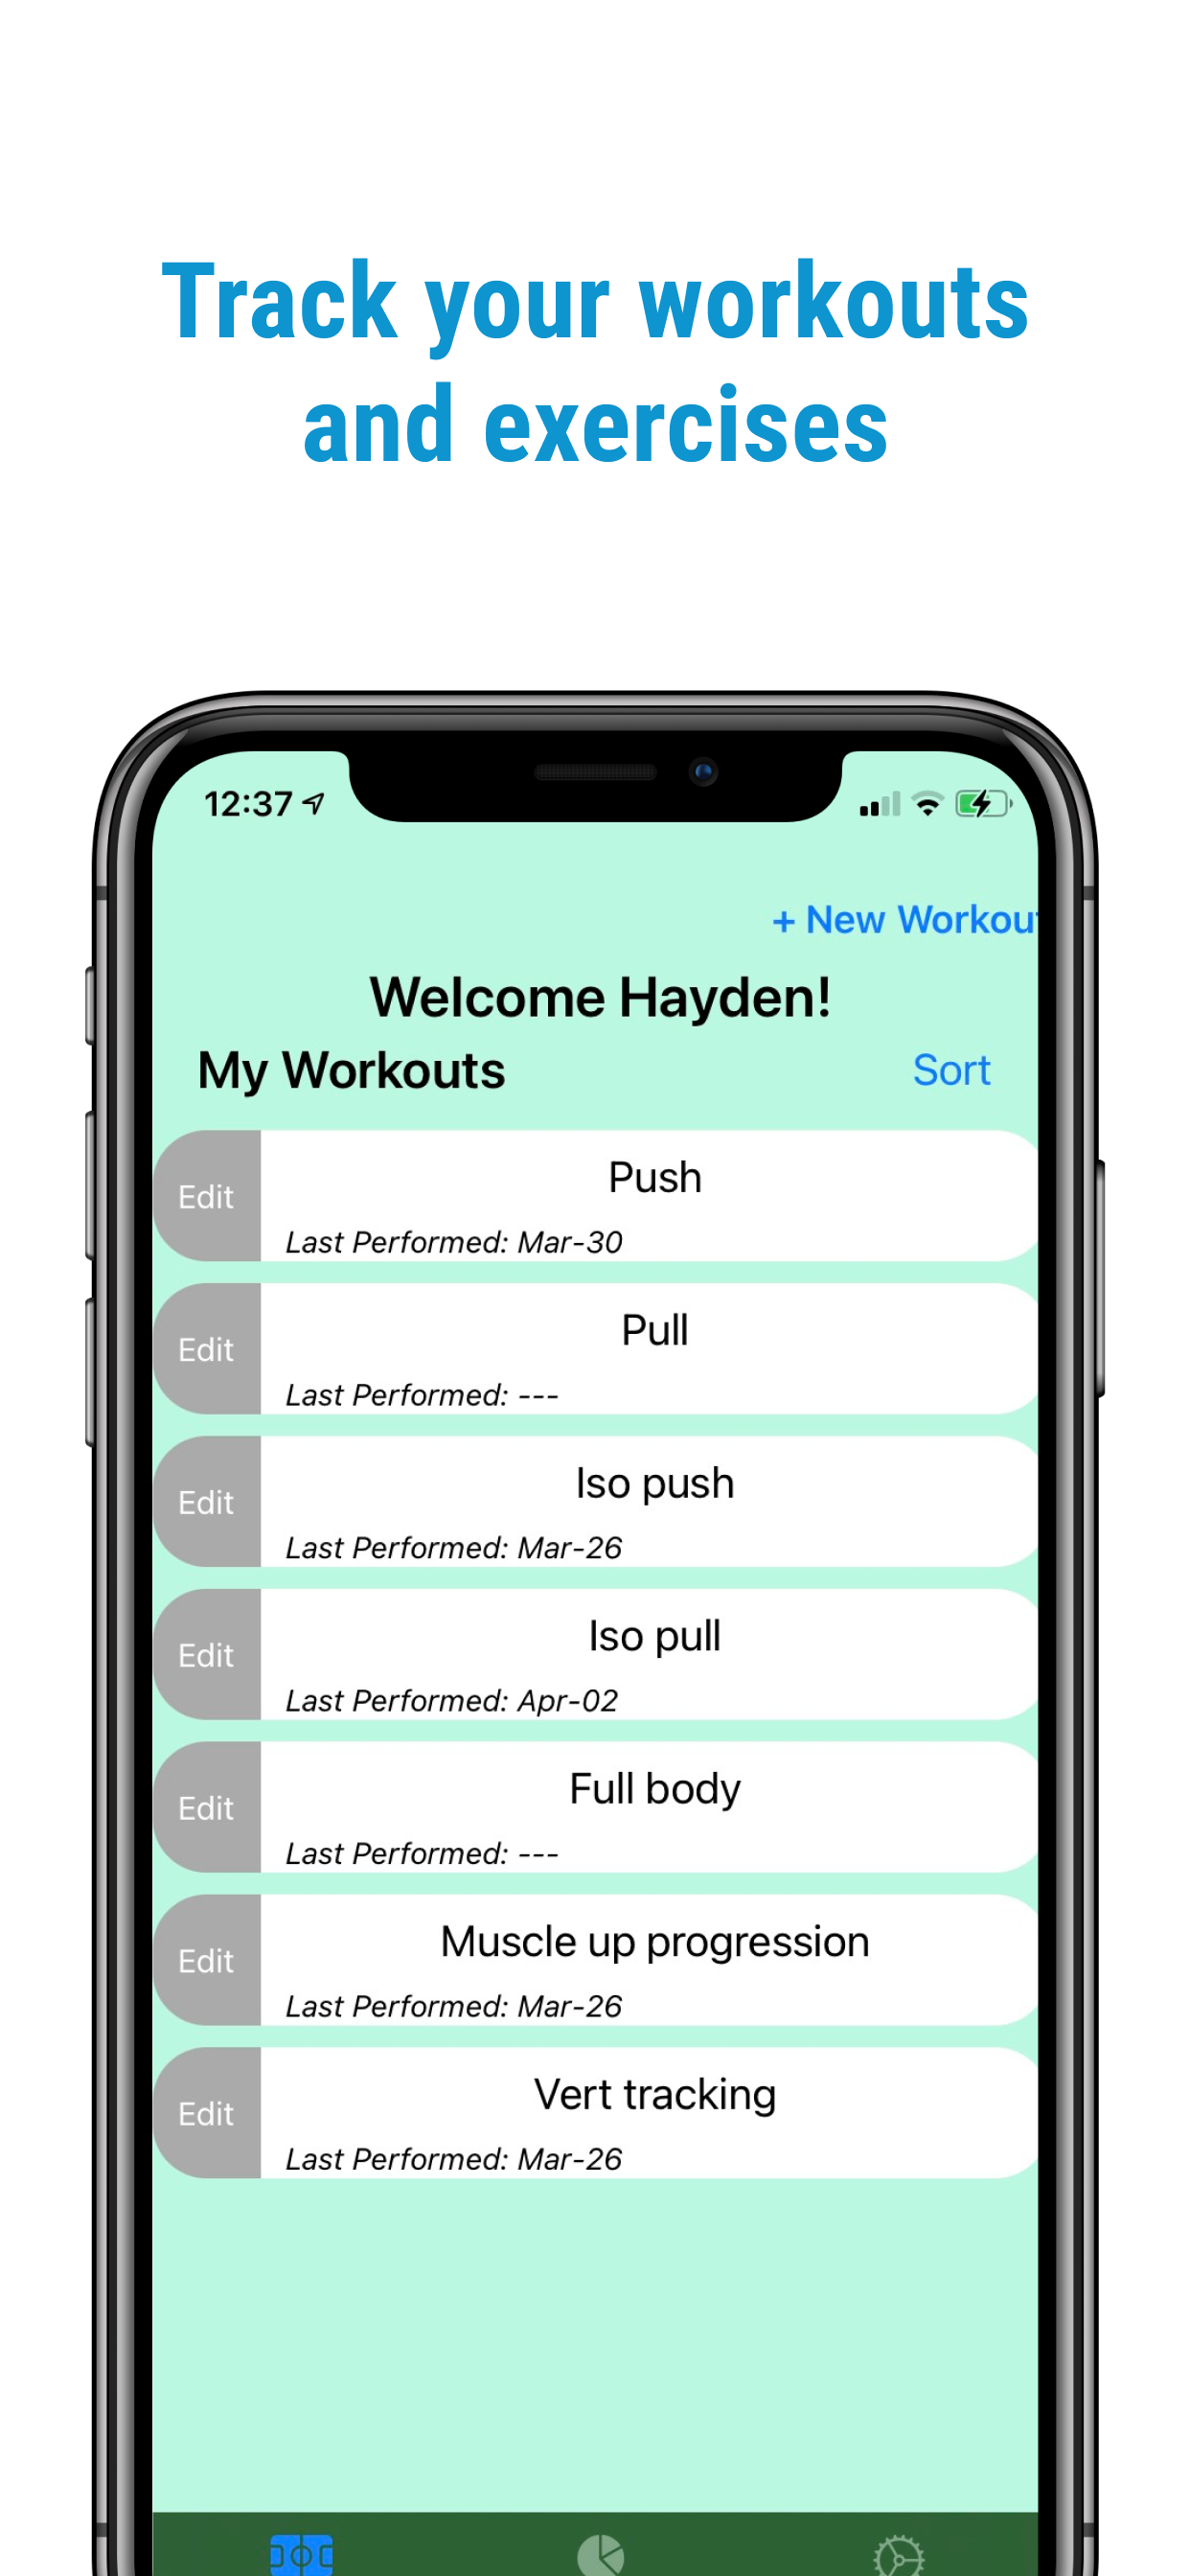 Track your workouts
and exercises
12:37
+ New Workou
Welcome Hayden!
My Workouts
Sort
Edit
Push
Last Performed: Mar-30
Edit
Pull
Last Performed: ---
Edit
Iso push
Last Performed: Mar-26
Edit
Iso pull
Last Performed: Apr-02
Edit
Full body
Last Performed: ---
Edit
Muscle up progression
Last Performed: Mar-26
Edit
Vert tracking
Last Performed: Mar-26